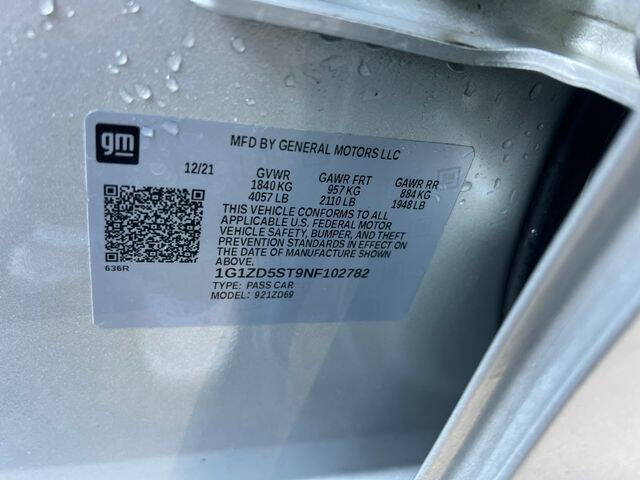 gm
MFD BY GENERAL MOTORS LLC
12/21 GVWR GAWR FRT GAWR RR
1840 KG 957 KG 884 KG
4057 LB 2110 LB 1948 LB
THIS VEHICLE CONFORMS TO ALL
APPLICABLE U.S. FEDERAL MOTOR
VEHICLE SAFETY, BUMPER, AND THEFT
PREVENTION STANDARDS IN EFFECT ON
THE DATE OF MANUFACTURE SHOWN
ABOVE.
636R
1G1ZD5ST9NF102782
TYPE: PASS CAR
MODEL: 921ZD69